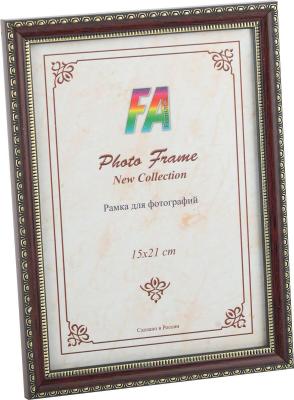 FA
Photo Frame
New Collection
Рамка для фотографий
15x21 cm
Сделано в России